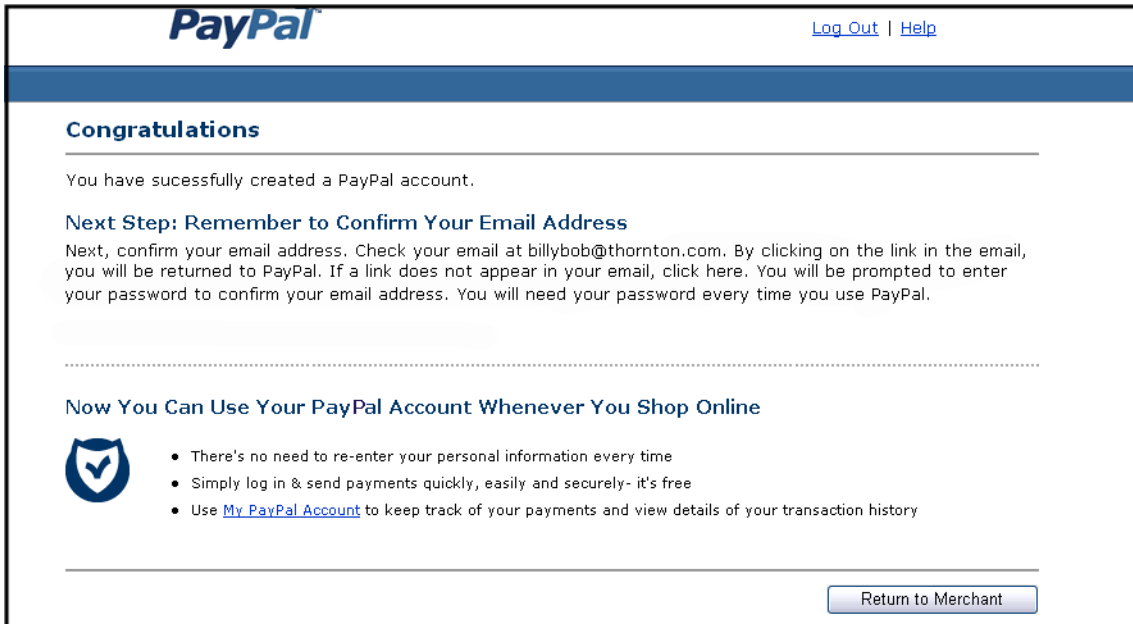 PayPal™
Log Out | Help
Congratulations
You have sucessfully created a PayPal account.
Next Step: Remember to Confirm Your Email Address
Next, confirm your email address. Check your email at billybob@thornton.com. By clicking on the link in the email,
you will be returned to PayPal. If a link does not appear in your email, click here. You will be prompted to enter
your password to confirm your email address. You will need your password every time you use PayPal.
Now You Can Use Your PayPal Account Whenever You Shop Online
• There's no need to re-enter your personal information every time
• Simply log in & send payments quickly, easily and securely- it's free
• Use My PayPal Account to keep track of your payments and view details of your transaction history
Return to Merchant